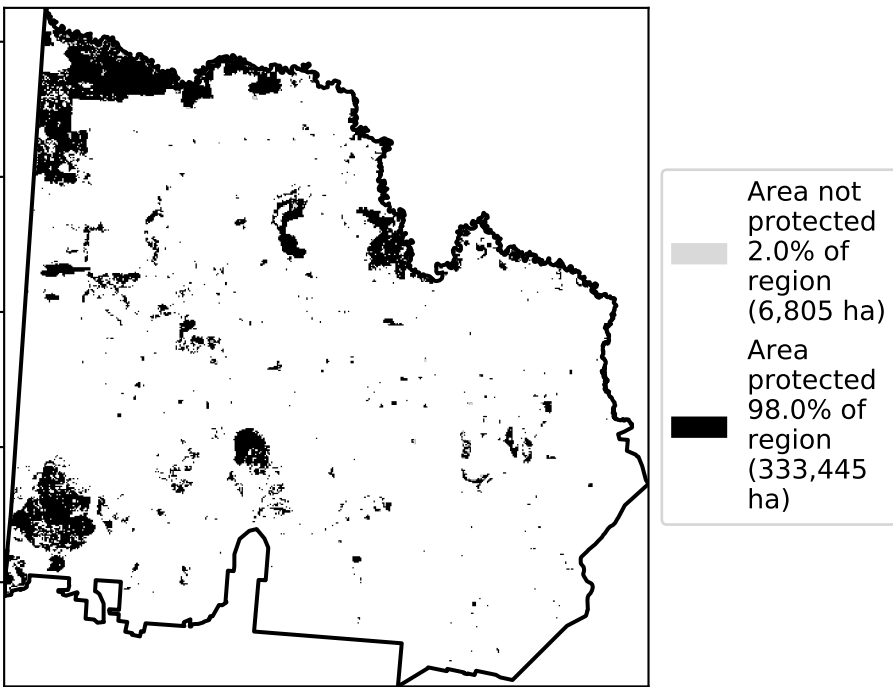 Area not
protected
2.0% of
region
(6,805 ha)
Area
protected
98.0% of
region
(333,445
ha)